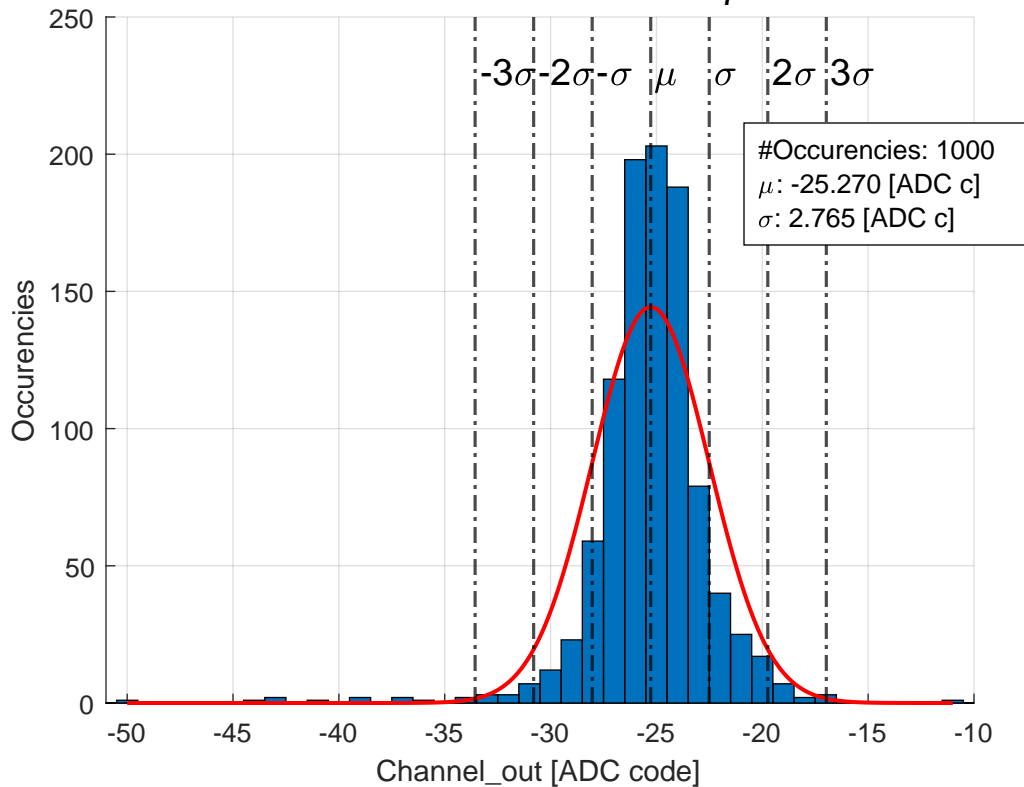 250
-3σ -2σ -σ μ σ 2σ 3σ
#Occurencies: 1000
μ: -25.270 [ADC c]
σ: 2.765 [ADC c]
200
150
100
50
0
Occurencies
-50 -45 -40 -35 -30 -25 -20 -15 -10
Channel_out [ADC code]